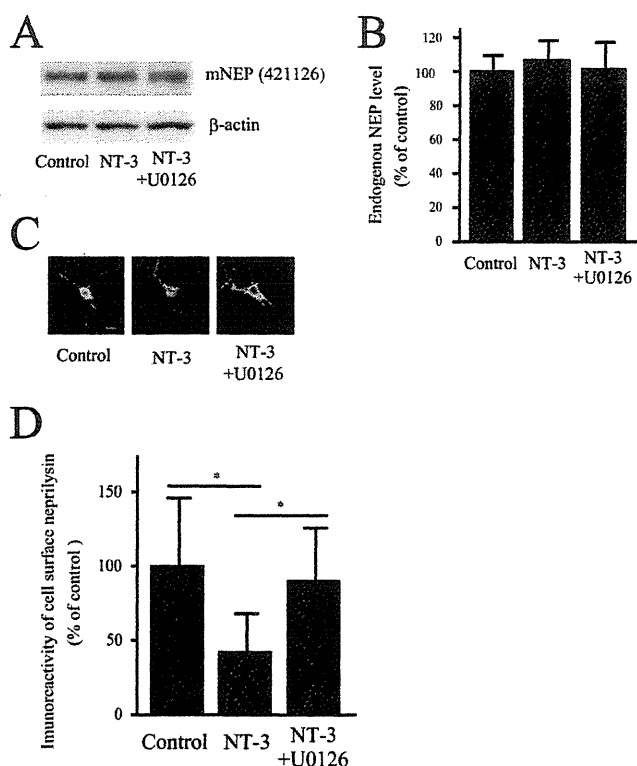 A
mNEP (421126)
β-actin
Control NT-3 NT-3
+U0126
B
Endogenou NEP level
(% of control)
120
100
80
60
40
20
0
Control NT-3 NT-3
+U0126
C
Control NT-3 NT-3
+U0126
D
Imunorcactivity of cell surface neprilysin
(% of control )
150
100
50
0
*
*
Control NT-3 NT-3
+U0126